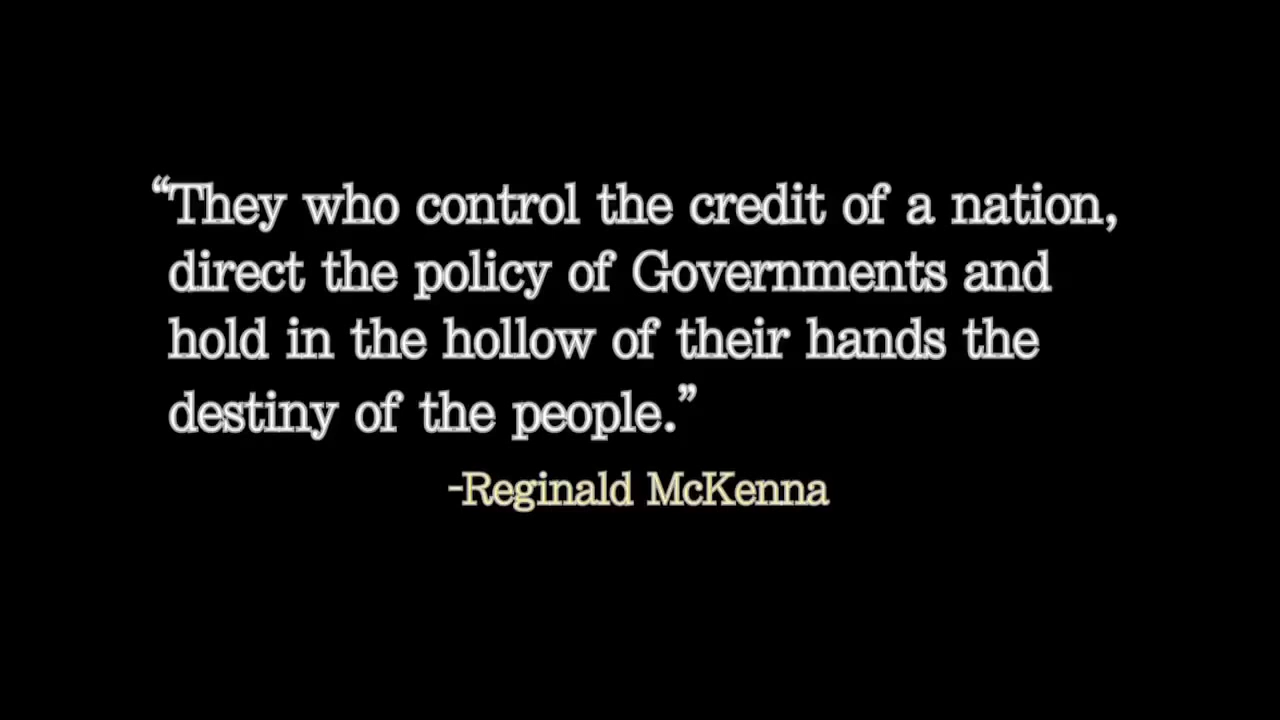 “They who control the credit of a nation,
direct the policy of Governments and
hold in the hollow of their hands the
destiny of the people.”
-Reginald McKenna